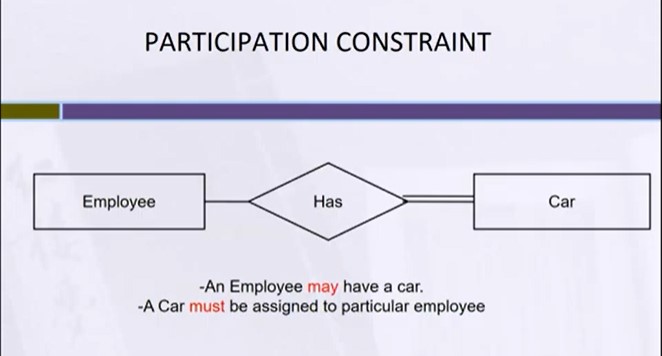 PARTICIPATION CONSTRAINT
Employee
Has
Car
-An Employee may have a car.
-A Car must be assigned to particular employee